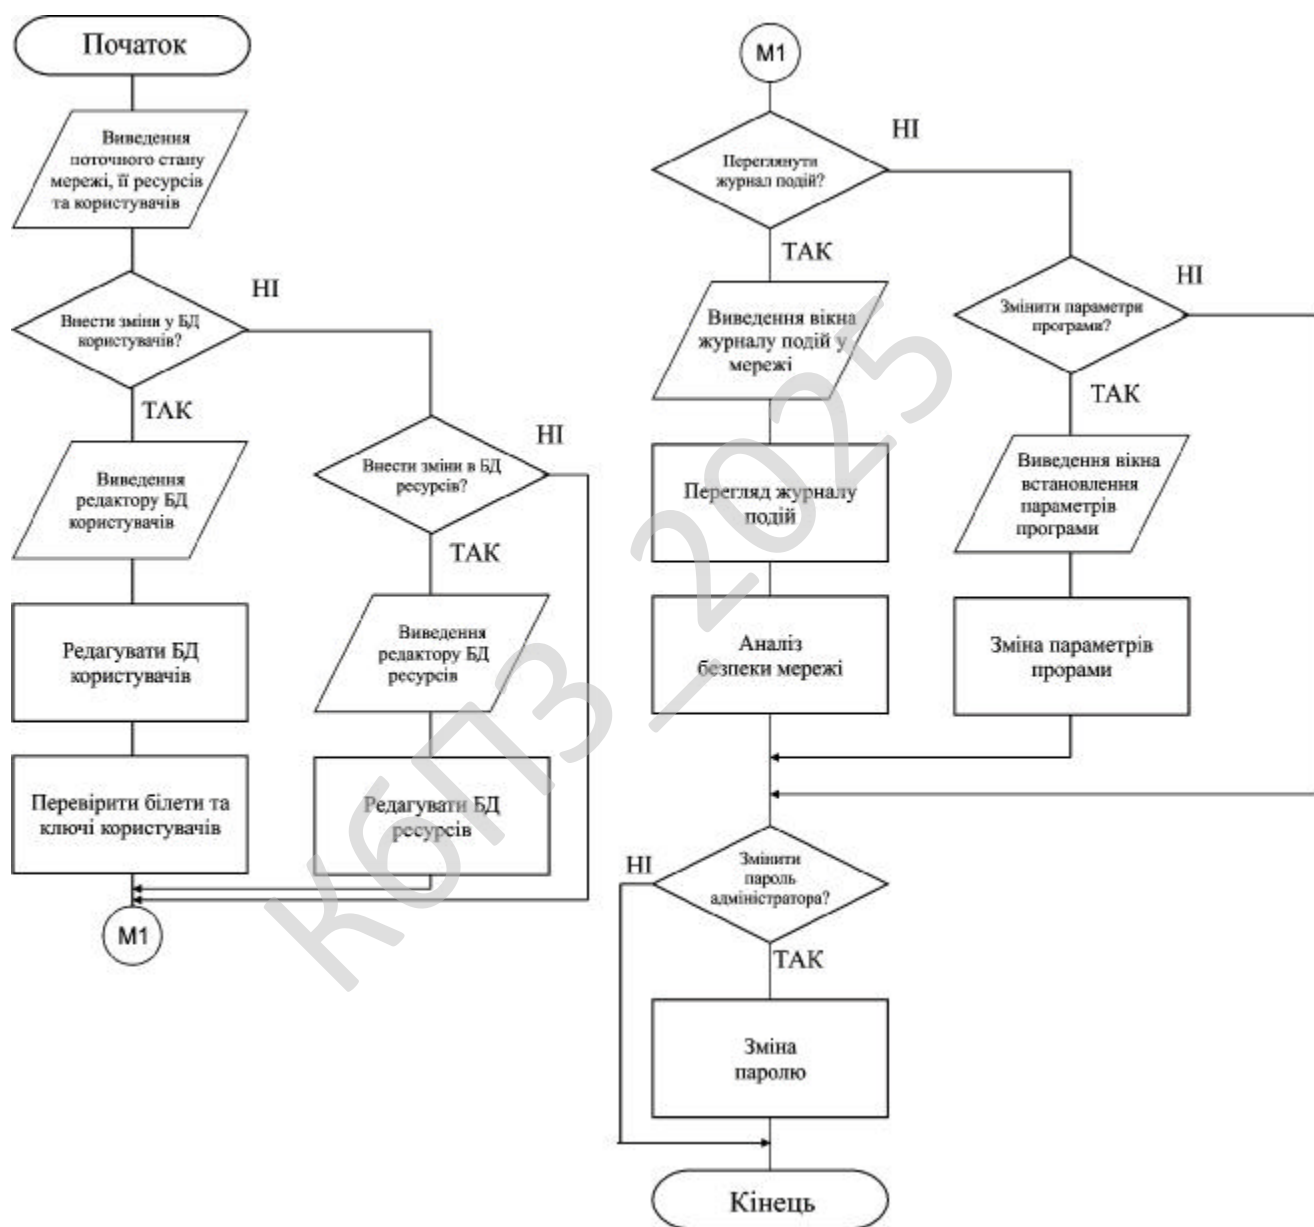 Початок
Виведення
поточного стану
мережі, її ресурсів
та користувачів
НІ
Внести зміни у БД
користувачів?
ТАК
Виведення
редактору БД
користувачів
Редагувати БД
користувачів
Перевірити білети та
ключі користувачів
НІ
Внести зміни в БД
ресурсів?
ТАК
Виведення
редактору БД
ресурсів
Редагувати БД
ресурсів
М1
М1
НІ
Переглянути
журнал подій?
ТАК
Виведення вікна
журналу подій у
мережі
Перегляд журналу
подій
Аналіз
безпеки мережі
НІ
Змінити параметри
програми?
ТАК
Виведення вікна
встановлення
параметрів
програми
Зміна параметрів
прорами
НІ
Змінити
пароль
адміністратора?
ТАК
Зміна
паролю
Кінець
КбПЗ_2025